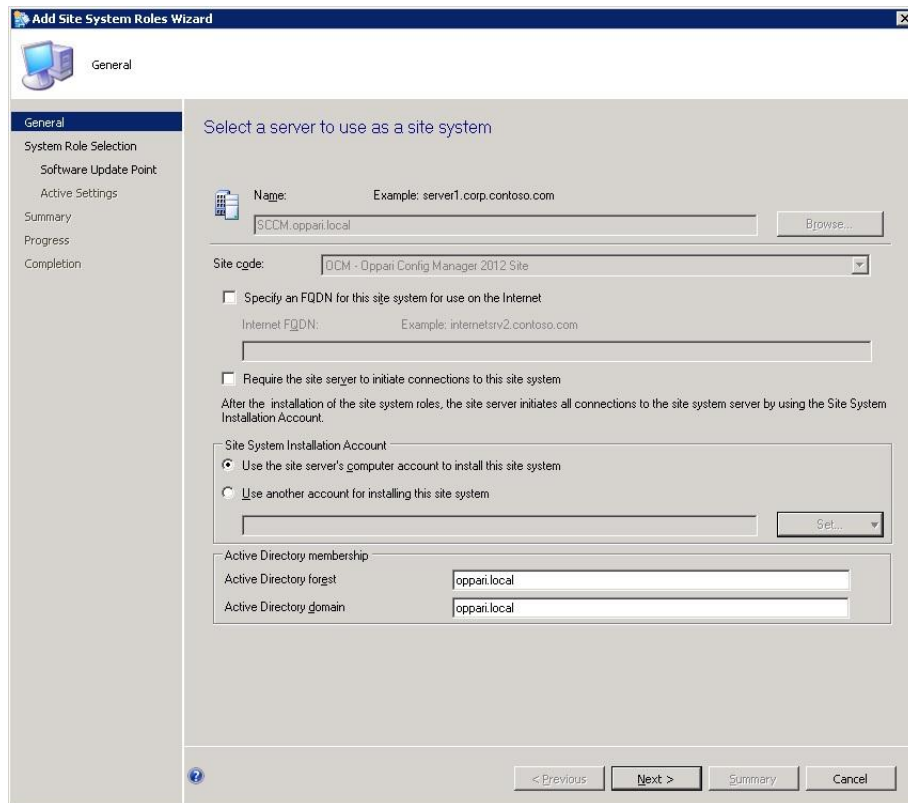 Add Site System Roles Wizard
General
General
System Role Selection
Software Update Point
Active Settings
Summary
Progress
Completion
Select a server to use as a site system
Name: Example: server1.corp.contoso.com
SCCM.oppari.local Browse...
Site code: OCM - Oppari Config Manager 2012 Site
Specify an FQDN for this site system for use on the Internet
Internet FQDN: Example: internetsrv2.contoso.com
Require the site server to initiate connections to this site system
After the installation of the site system roles, the site server initiates all connections to the site system server by using the Site System
Installation Account.
Site System Installation Account
Use the site server's computer account to install this site system
Use another account for installing this site system
Set...
Active Directory membership
Active Directory forest oppari.local
Active Directory domain oppari.local
< Previous Next > Summary Cancel